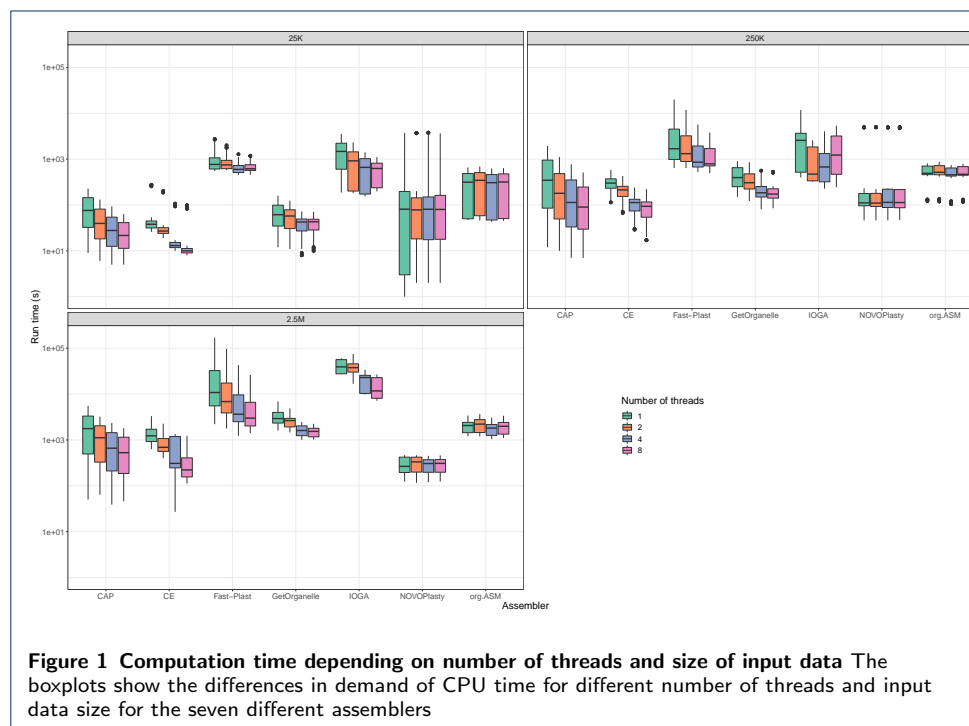 25K
250K
1e+05
1e+03
1e+01
Run time (s)
CAP
CE
Fast−Plast
GetOrganelle
IOGA
NOVOPlasty
org.ASM
2.5M
1e+05
1e+03
1e+01
CAP
CE
Fast−Plast
GetOrganelle
IOGA
NOVOPlasty
org.ASM
Assembler
Number of threads
1
2
4
8
Figure 1 Computation time depending on number of threads and size of input data The
boxplots show the differences in demand of CPU time for different number of threads and input
data size for the seven different assemblers